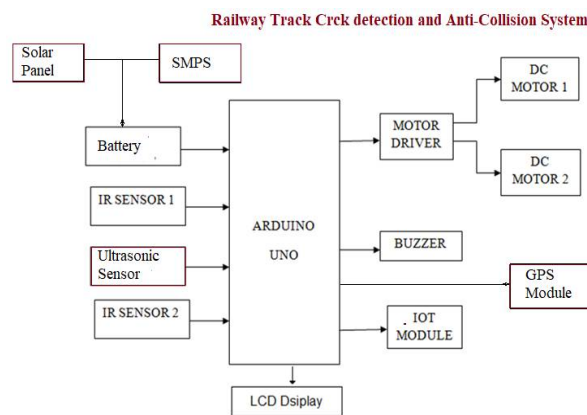 Railway Track Crck detection and Anti-Collision System
Solar
Panel
SMPS
DC
MOTOR 1
Battery
MOTOR
DRIVER
DC
MOTOR 2
IR SENSOR 1
ARDUINO
UNO
BUZZER
Ultrasonic
Sensor
GPS
Module
IR SENSOR 2
IOT
MODULE
LCD Dsiplay